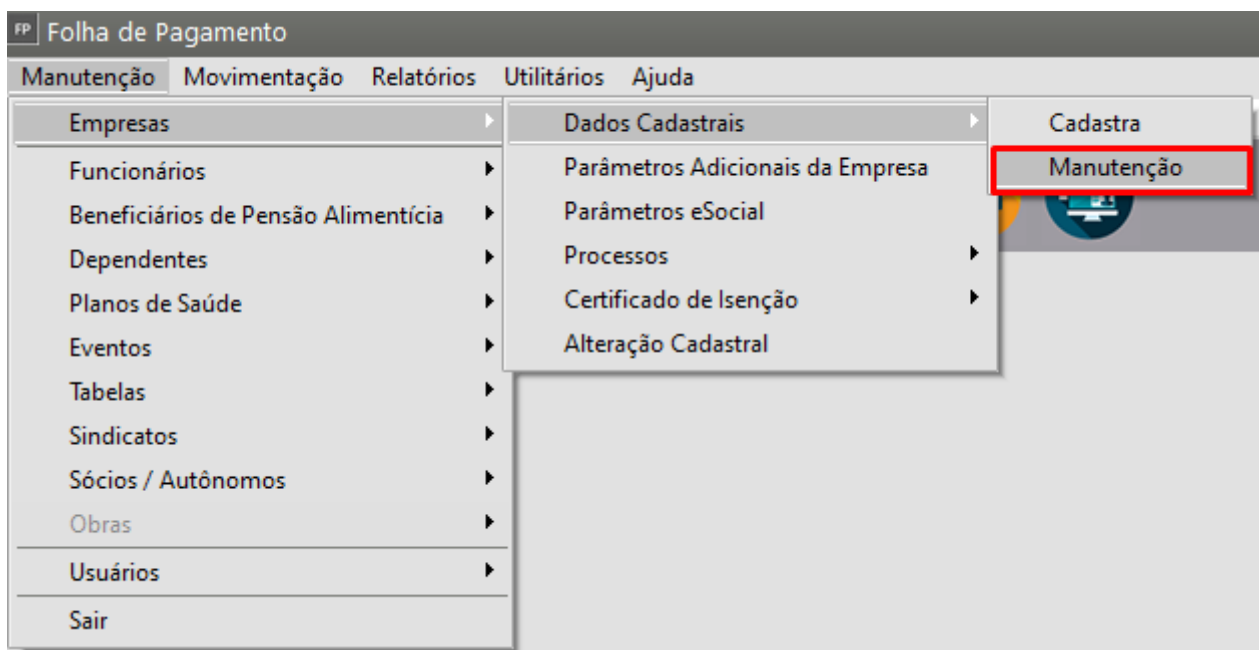 FP Folha de Pagamento
Manutenção Movimentação Relatórios Utilitários Ajuda
Empresas
Funcionários
Beneficiários de Pensão Alimentícia
Dependentes
Planos de Saúde
Eventos
Tabelas
Sindicatos
Sócios / Autônomos
Obras
Usuários
Sair
Dados Cadastrais
Parâmetros Adicionais da Empresa
Parâmetros eSocial
Processos
Certificado de Isenção
Alteração Cadastral
Cadastra
Manutenção